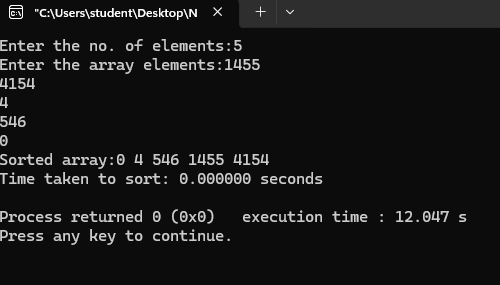 "C:\Users\student\Desktop\N
Enter the no. of elements:5
Enter the array elements:1455
4154
4
546
0
Sorted array:0 4 546 1455 4154
Time taken to sort: 0.000000 seconds
Process returned 0 (0x0)   execution time : 12.047 s
Press any key to continue.